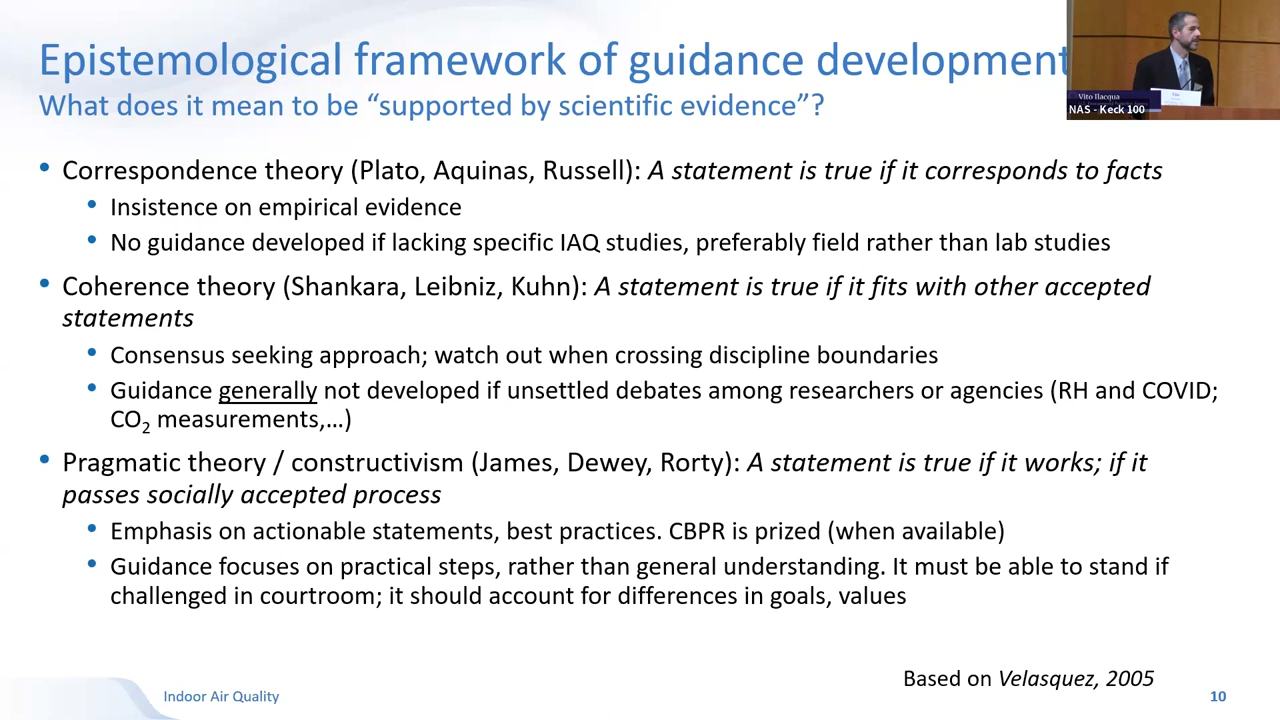 Epistemological framework of guidance development
What does it mean to be “supported by scientific evidence”?
Vito Ilacqua
NAS - Keck 100
• Correspondence theory (Plato, Aquinas, Russell): A statement is true if it corresponds to facts
• Insistence on empirical evidence
• No guidance developed if lacking specific IAQ studies, preferably field rather than lab studies
• Coherence theory (Shankara, Leibniz, Kuhn): A statement is true if it fits with other accepted
statements
• Consensus seeking approach; watch out when crossing discipline boundaries
• Guidance generally not developed if unsettled debates among researchers or agencies (RH and COVID;
CO₂ measurements,…)
• Pragmatic theory / constructivism (James, Dewey, Rorty): A statement is true if it works; if it
passes socially accepted process
• Emphasis on actionable statements, best practices. CBPR is prized (when available)
• Guidance focuses on practical steps, rather than general understanding. It must be able to stand if
challenged in courtroom; it should account for differences in goals, values
Based on Velasquez, 2005
Indoor Air Quality
10